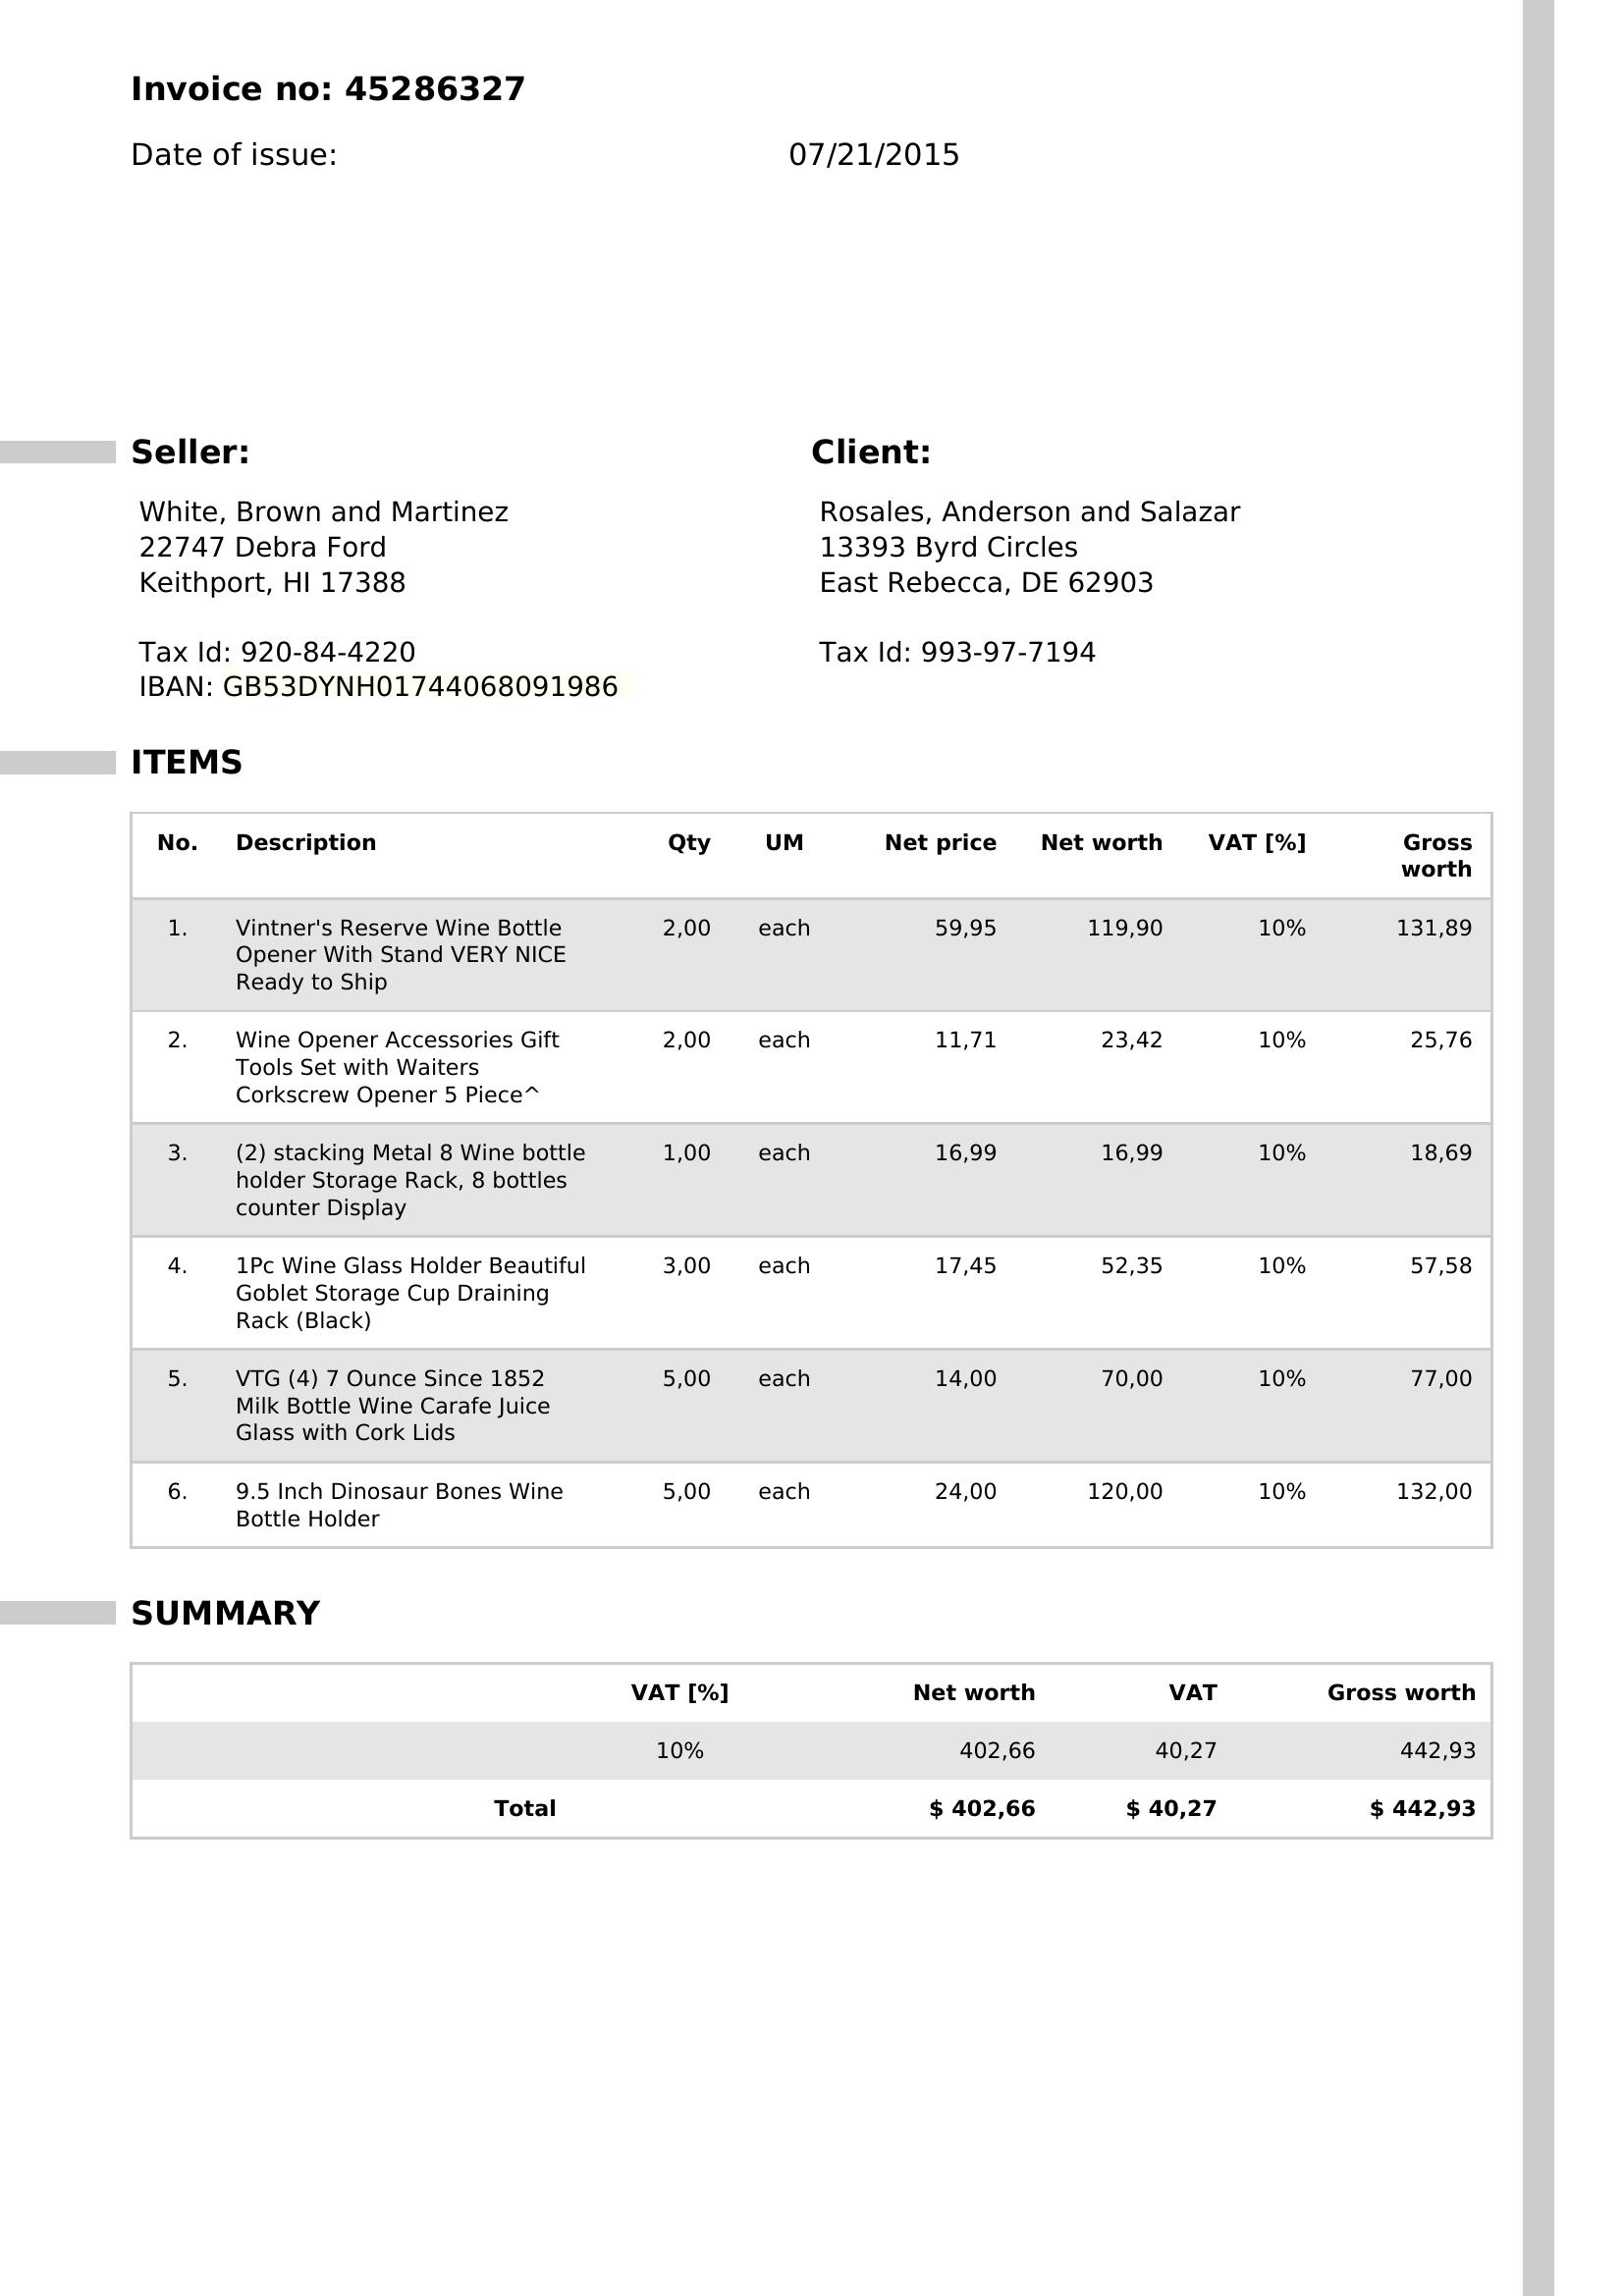 Invoice no: 45286327
Date of issue: 07/21/2015
Seller:
White, Brown and Martinez
22747 Debra Ford
Keithport, HI 17388
Tax Id: 920-84-4220
IBAN: GB53DYNH01744068091986
Client:
Rosales, Anderson and Salazar
13393 Byrd Circles
East Rebecca, DE 62903
Tax Id: 993-97-7194
ITEMS
No. Description Qty UM Net price Net worth VAT [%] Gross
worth
1. Vintner's Reserve Wine Bottle 2,00 each 59,95 119,90 10% 131,89
Opener With Stand VERY NICE
Ready to Ship
2. Wine Opener Accessories Gift 2,00 each 11,71 23,42 10% 25,76
Tools Set with Waiters
Corkscrew Opener 5 Piece^
3. (2) stacking Metal 8 Wine bottle 1,00 each 16,99 16,99 10% 18,69
holder Storage Rack, 8 bottles
counter Display
4. 1Pc Wine Glass Holder Beautiful 3,00 each 17,45 52,35 10% 57,58
Goblet Storage Cup Draining
Rack (Black)
5. VTG (4) 7 Ounce Since 1852 5,00 each 14,00 70,00 10% 77,00
Milk Bottle Wine Carafe Juice
Glass with Cork Lids
6. 9.5 Inch Dinosaur Bones Wine 5,00 each 24,00 120,00 10% 132,00
Bottle Holder
SUMMARY
VAT [%] Net worth VAT Gross worth
10% 402,66 40,27 442,93
Total $ 402,66 $ 40,27 $ 442,93